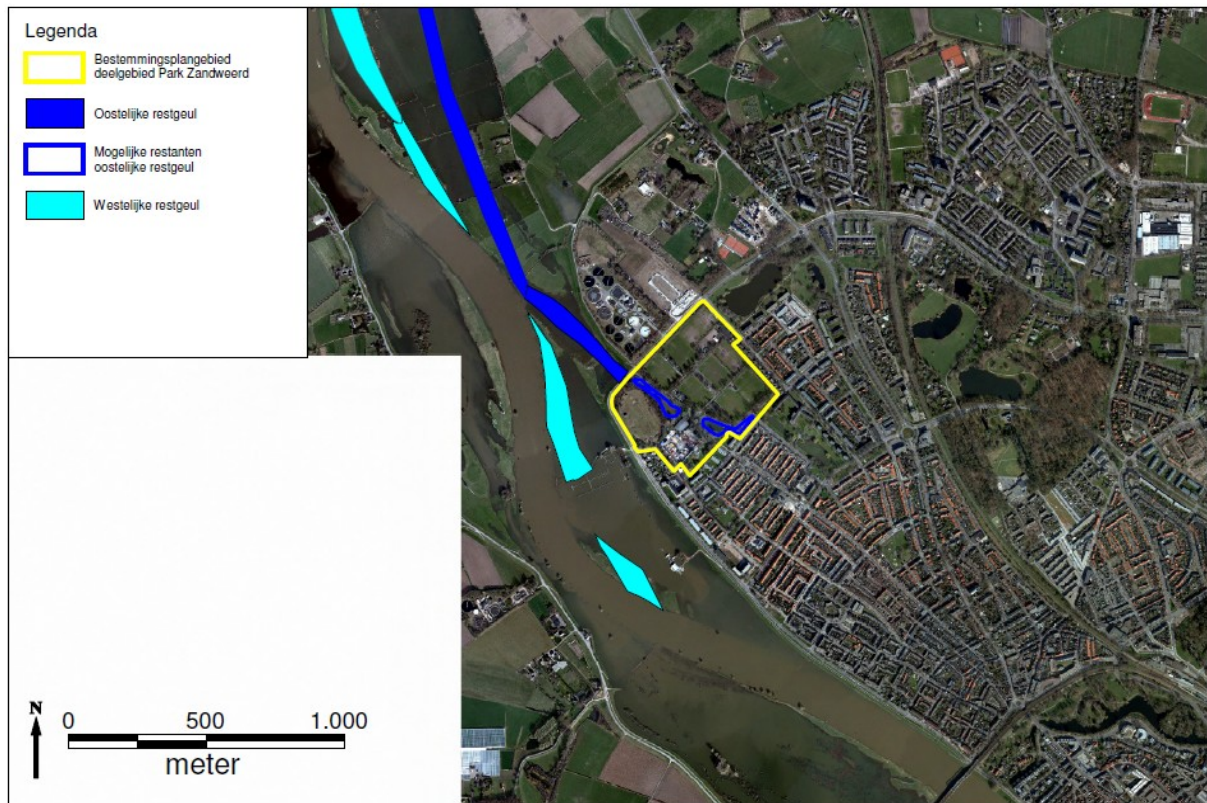 Legenda
Bestemmingsplangebied
deelgebied Park Zandweerd
Oostelijke restgeul
Mogelijke restanten
oostelijke restgeul
Westelijke restgeul
N
0 500 1.000
meter